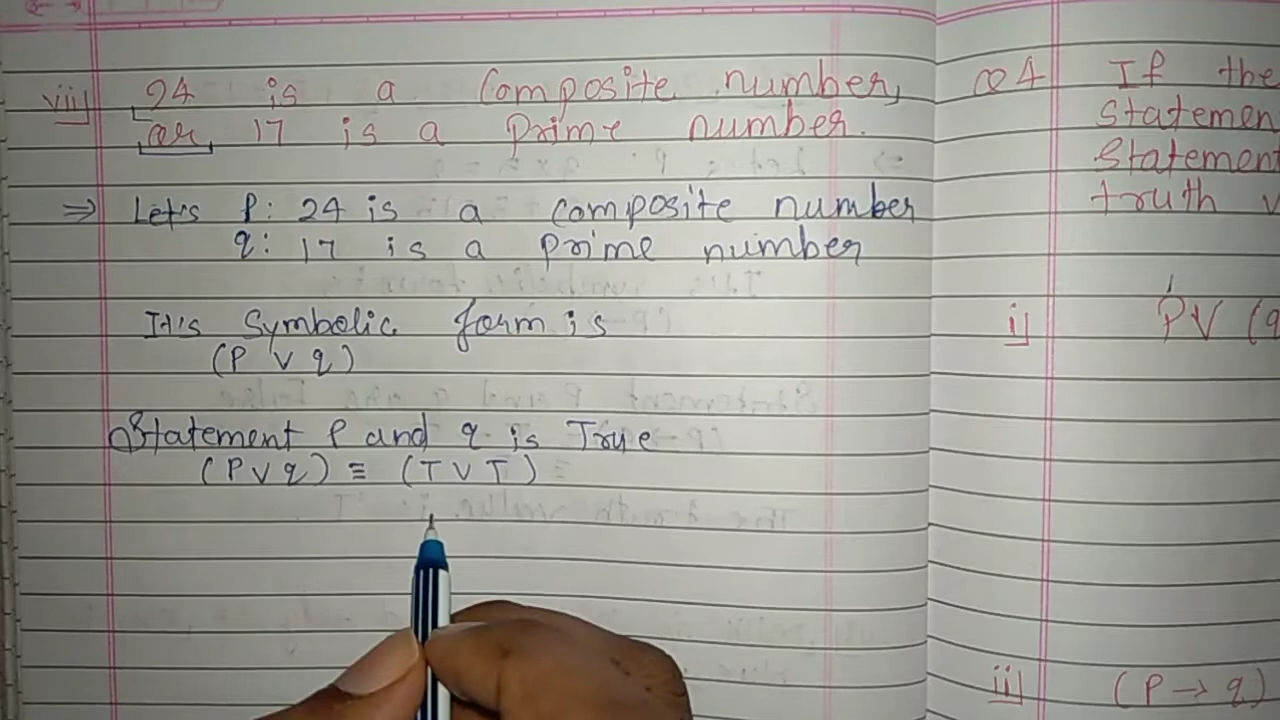 vii] 24 is a Composite number,
or 17 is a Prime number.
⇒ Let's P: 24 is a composite number
q: 17 is a prime number
It's Symbolic form is
(P ∨ q)
Statement P and q is True
(P ∨ q) ≡ (T ∨ T) ≡
Q4 If the
statemen
Statement
truth v
i] P∨ (q
ii] (P → q)